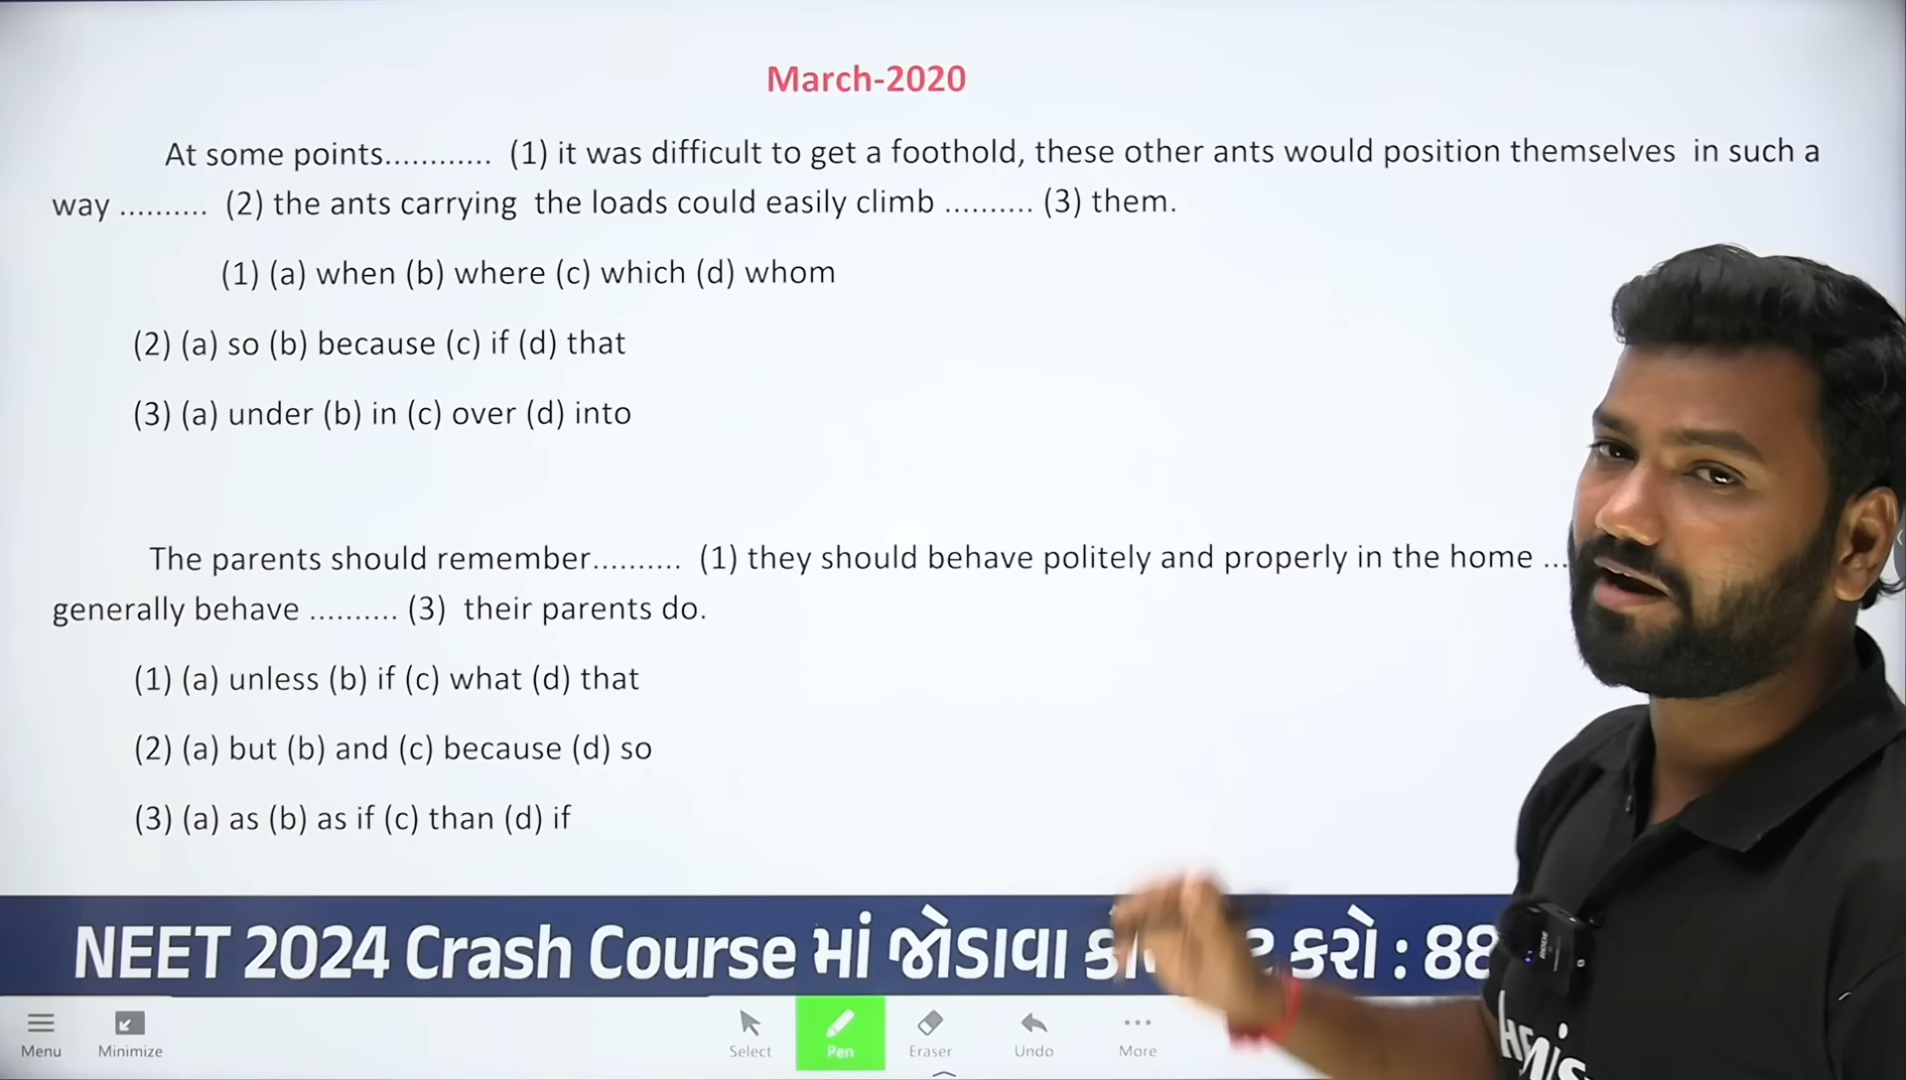 March-2020
At some points............ (1) it was difficult to get a foothold, these other ants would position themselves in such a
way .......... (2) the ants carrying the loads could easily climb .......... (3) them.
(1) (a) when (b) where (c) which (d) whom
(2) (a) so (b) because (c) if (d) that
(3) (a) under (b) in (c) over (d) into
The parents should remember.......... (1) they should behave politely and properly in the home ...
generally behave .......... (3) their parents do.
(1) (a) unless (b) if (c) what (d) that
(2) (a) but (b) and (c) because (d) so
(3) (a) as (b) as if (c) than (d) if
NEET 2024 Crash Course માં જોડાવા કરો : 88
Menu Minimize Select Pen Eraser Undo More